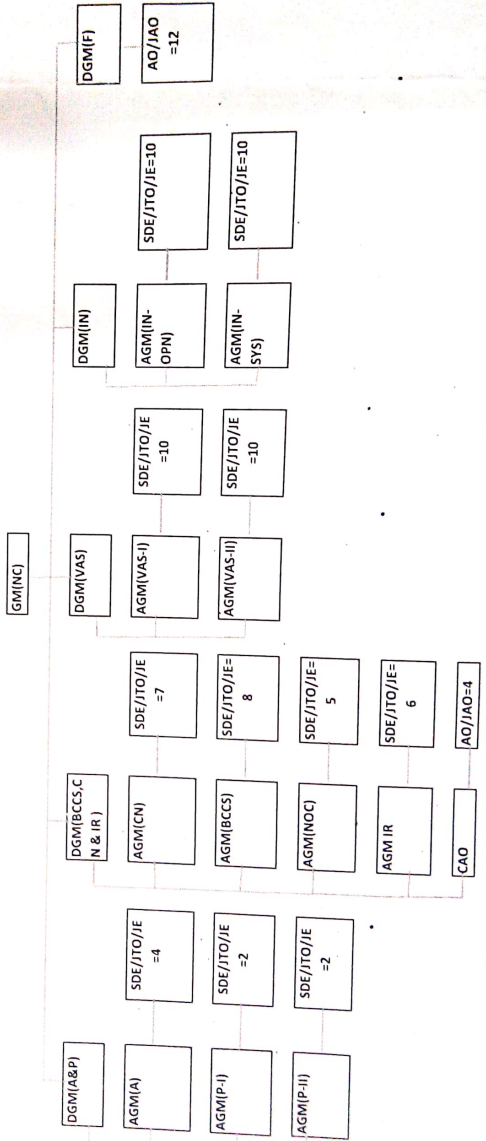 GM(NC)
DGM(A&P)
AGM(A)
SDE/JTO/JE
=4
AGM(P-I)
SDE/JTO/JE
=2
AGM(P-II)
SDE/JTO/JE
=2
DGM(BCCS,C
N & IR )
AGM(CN)
SDE/JTO/JE
=7
AGM(BCCS)
SDE/JTO/JE=
8
AGM(NOC)
SDE/JTO/JE=
5
AGM IR
SDE/JTO/JE=
6
CAO
AO/JAO=4
DGM(VAS)
AGM(VAS-I)
SDE/JTO/JE
=10
AGM(VAS-II)
SDE/JTO/JE
=10
DGM(IN)
AGM(IN-
OPN)
SDE/JTO/JE=10
AGM(IN-
SYS)
SDE/JTO/JE=10
DGM(F)
AO/JAO
=12